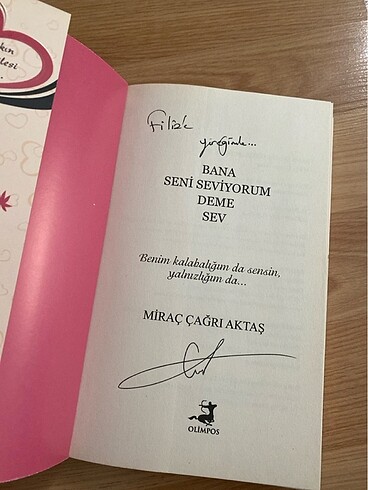 Filiz'e
yüreğimle...
BANA
SENİ SEVİYORUM
DEME
SEV
Benim kalabalığım da sensin,
yalnızlığım da...
MİRAÇ ÇAĞRI AKTAŞ
OLİMPOS